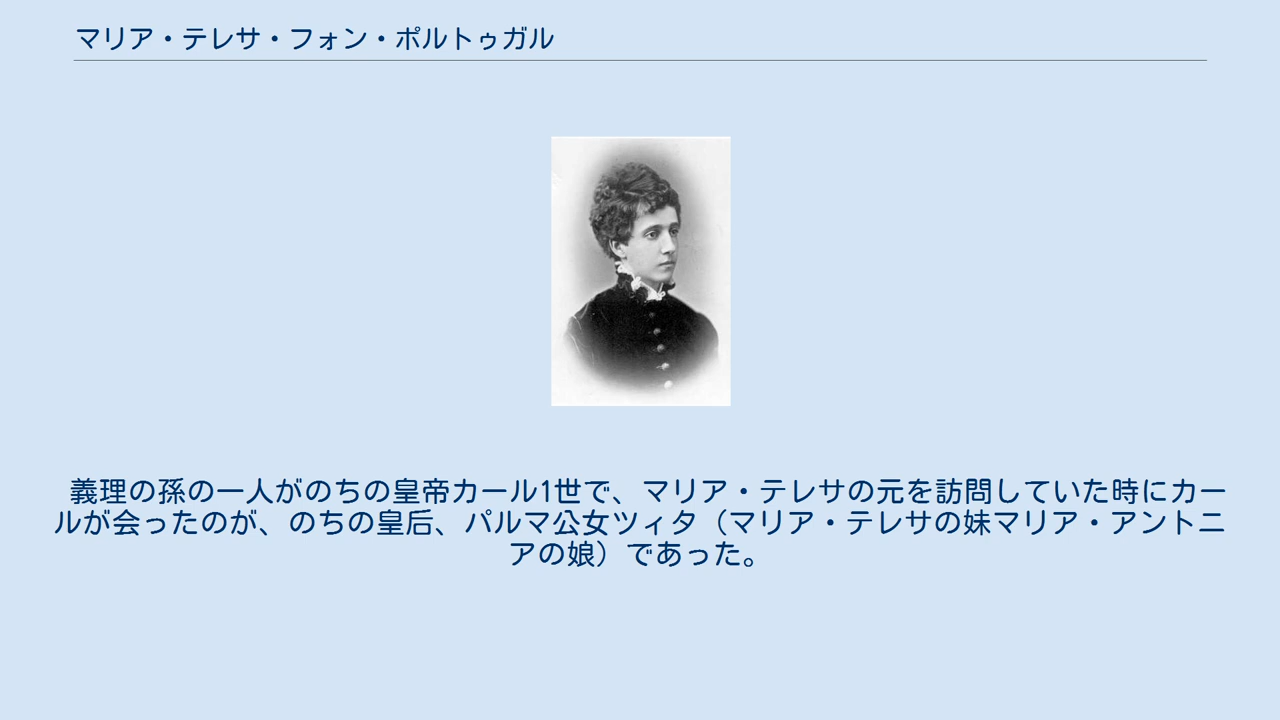 マリア・テレサ・フォン・ポルトゥガル
義理の孫の一人がのちの皇帝カール1世で、マリア・テレサの元を訪問していた時にカー
ルが会ったのが、のちの皇后、パルマ公女ツィタ（マリア・テレサの妹マリア・アントニ
アの娘）であった。